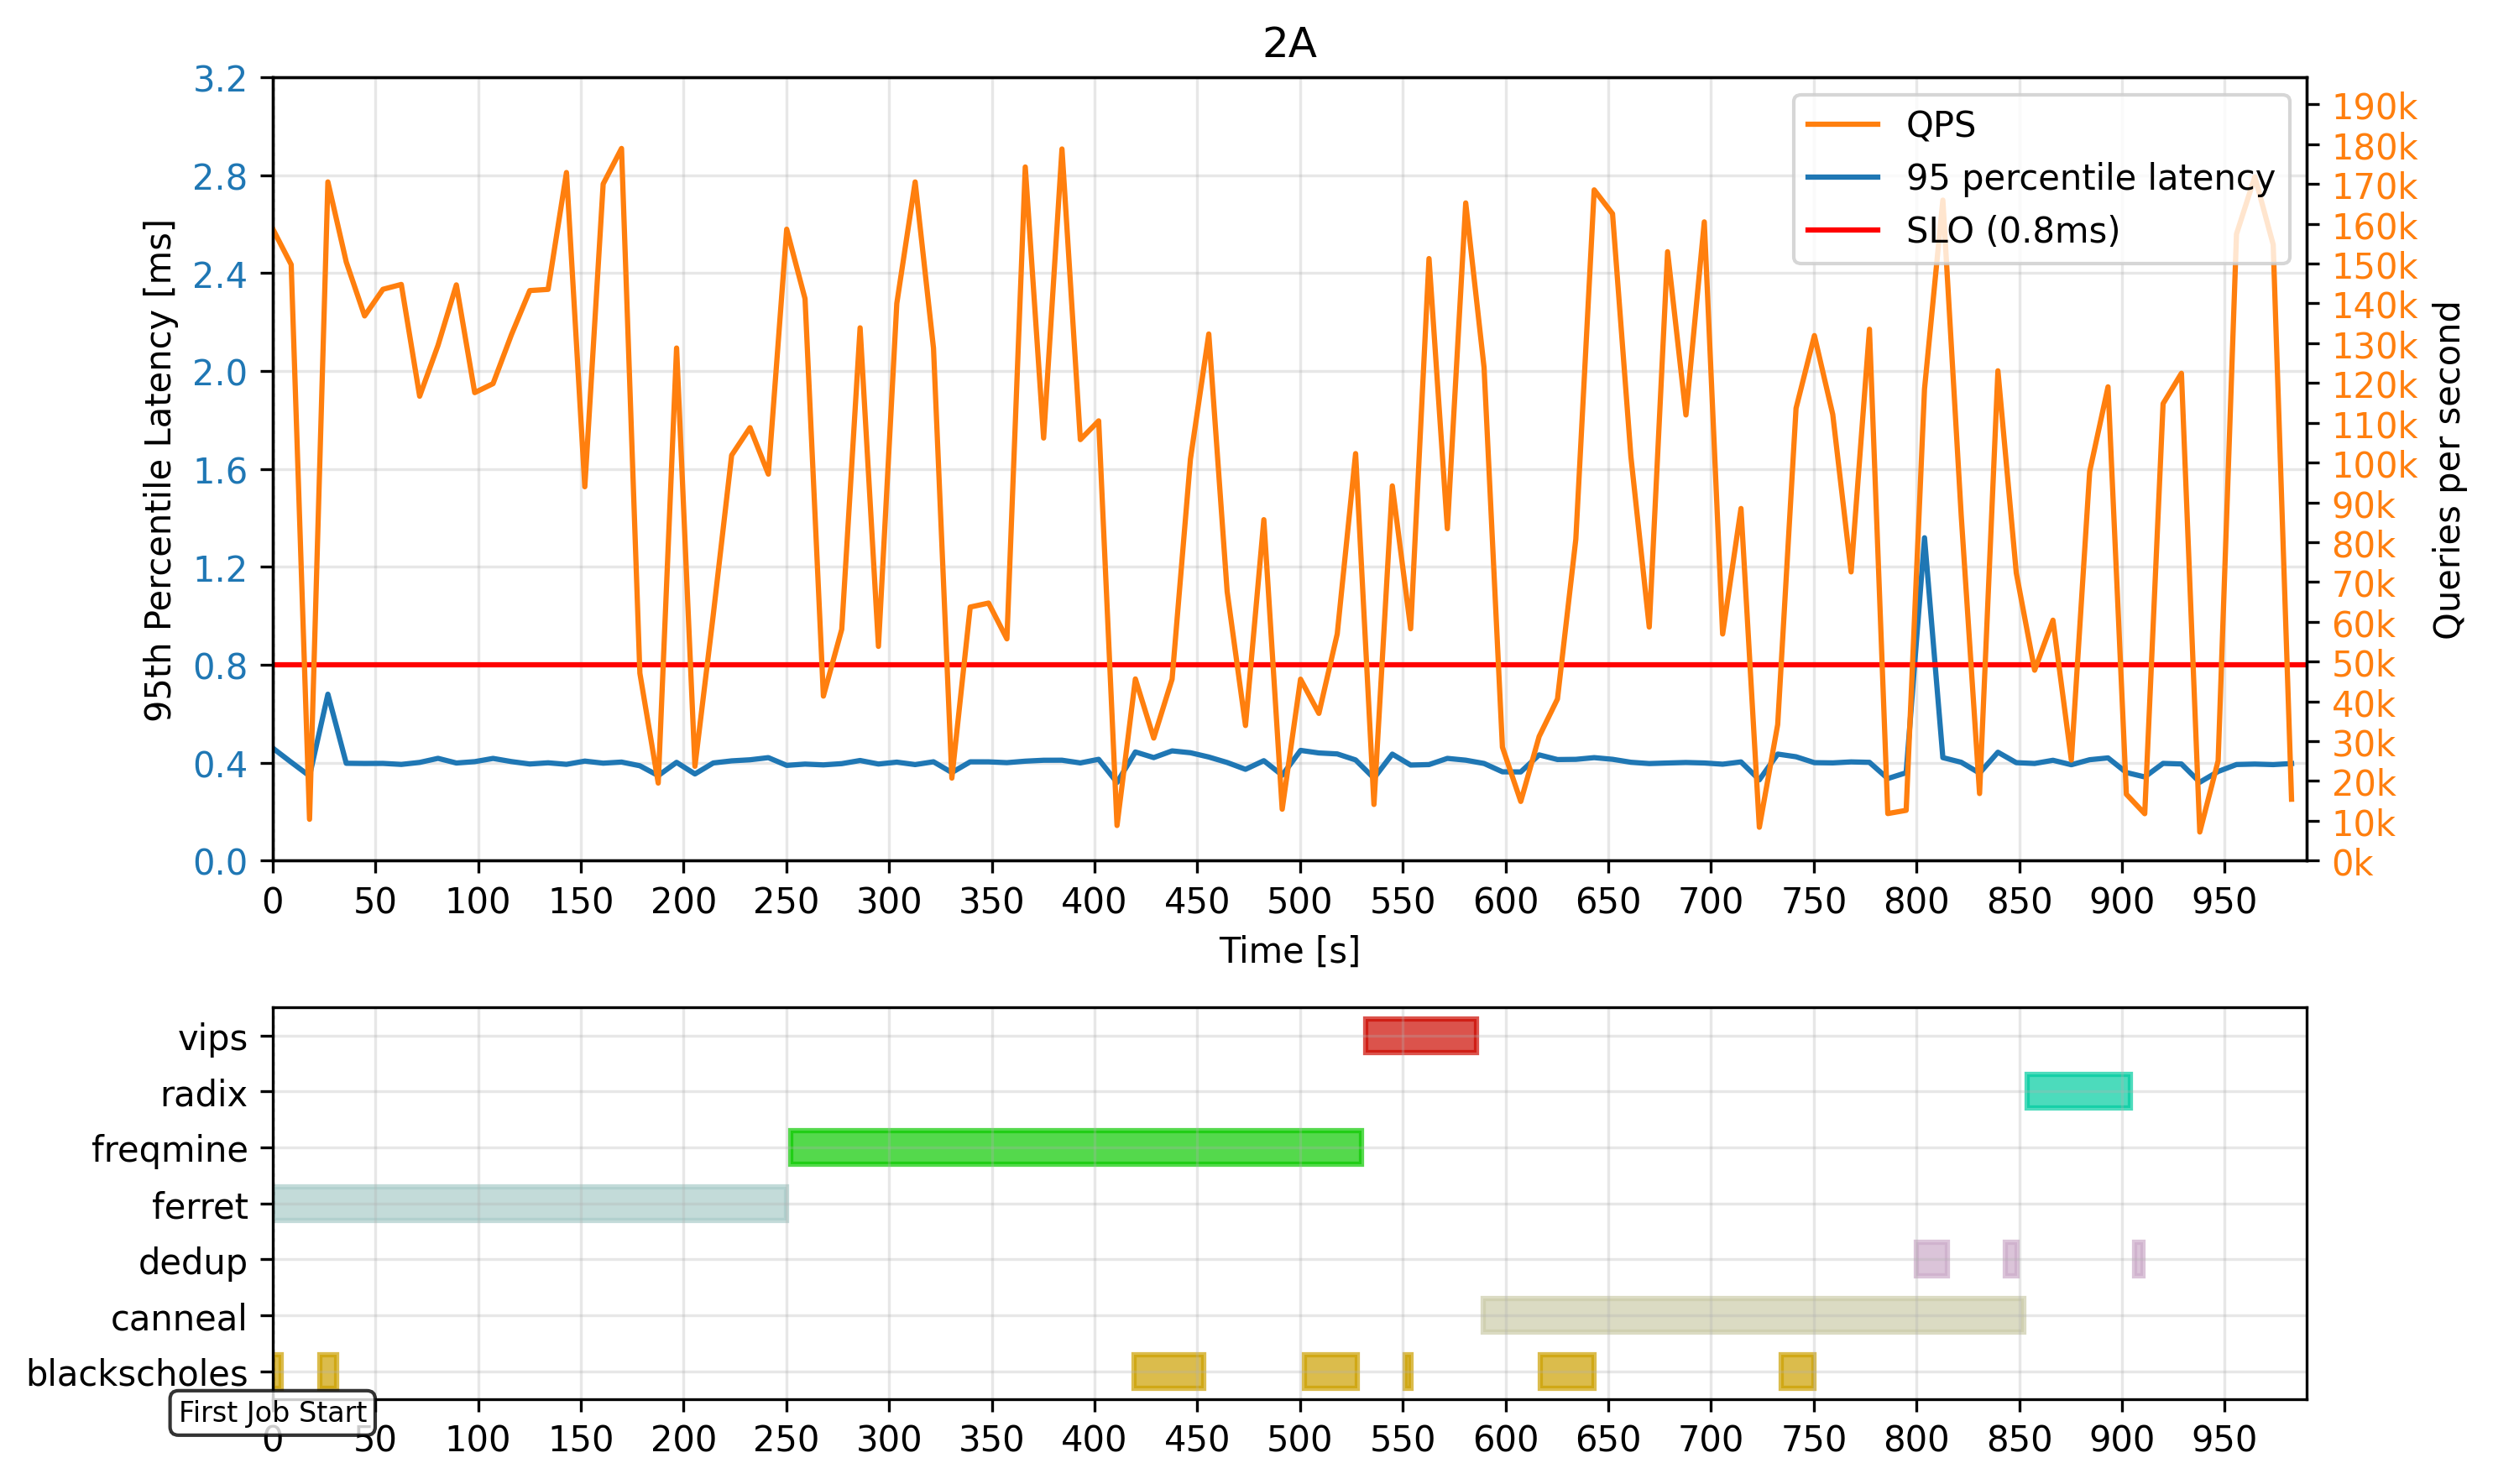 2A
3.2
2.8
2.4
2.0
1.6
1.2
0.8
0.4
0.0
95th Percentile Latency [ms]
QPS
95 percentile latency
SLO (0.8ms)
190k
180k
170k
160k
150k
140k
130k
120k
110k
100k
90k
80k
70k
60k
50k
40k
30k
20k
10k
0k
Queries per second
0 50 100 150 200 250 300 350 400 450 500 550 600 650 700 750 800 850 900 950
Time [s]
vips
radix
freqmine
ferret
dedup
canneal
blackscholes
First Job Start
0 50 100 150 200 250 300 350 400 450 500 550 600 650 700 750 800 850 900 950